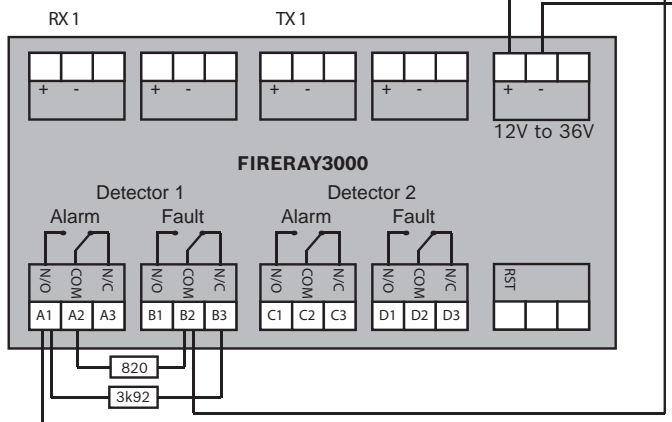 RX 1 TX 1
+ - + - + - + - + -
12V to 36V
FIRERAY3000
Detector 1 Detector 2
Alarm Fault Alarm Fault
N/O COM N/C N/O COM N/C N/O COM N/C N/O COM N/C RST
A1 A2 A3 B1 B2 B3 C1 C2 C3 D1 D2 D3
820
3k92